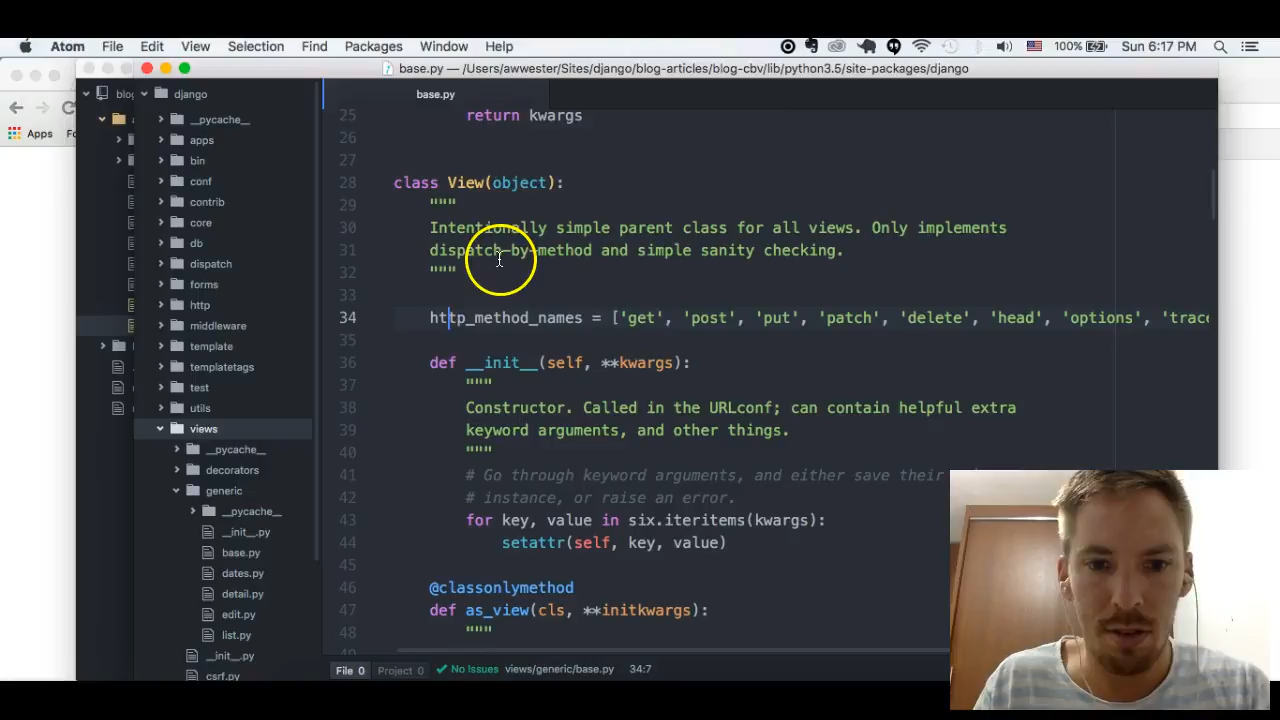 Atom File Edit View Selection Find Packages Window Help 100% Sun 6:17 PM
base.py — /Users/awwester/Sites/django/blog-articles/blog-cbv/lib/python3.5/site-packages/django
Apps
blog
django
base.py
__pycache__
apps
bin
conf
contrib
core
db
dispatch
forms
http
middleware
template
templatetags
test
utils
views
__pycache__
decorators
generic
__pycache__
__init__.py
base.py
dates.py
detail.py
edit.py
list.py
__init__.py
csrf.py
25 return kwargs
26
27
28 class View(object):
29 """
30 Intentionally simple parent class for all views. Only implements
31 dispatch-by-method and simple sanity checking.
32 """
33
34 http_method_names = ['get', 'post', 'put', 'patch', 'delete', 'head', 'options', 'trace
35
36 def __init__(self, **kwargs):
37 """
38 Constructor. Called in the URLconf; can contain helpful extra
39 keyword arguments, and other things.
40 """
41 # Go through keyword arguments, and either save their
42 # instance, or raise an error.
43 for key, value in six.iteritems(kwargs):
44 setattr(self, key, value)
45
46 @classonlymethod
47 def as_view(cls, **initkwargs):
48 """
File 0 Project 0 No Issues views/generic/base.py 34:7